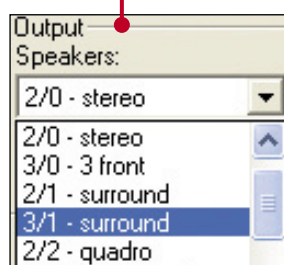 Output
Speakers:
2/0 - stereo
2/0 - stereo
3/0 - 3 front
2/1 - surround
3/1 - surround
2/2 - quadro